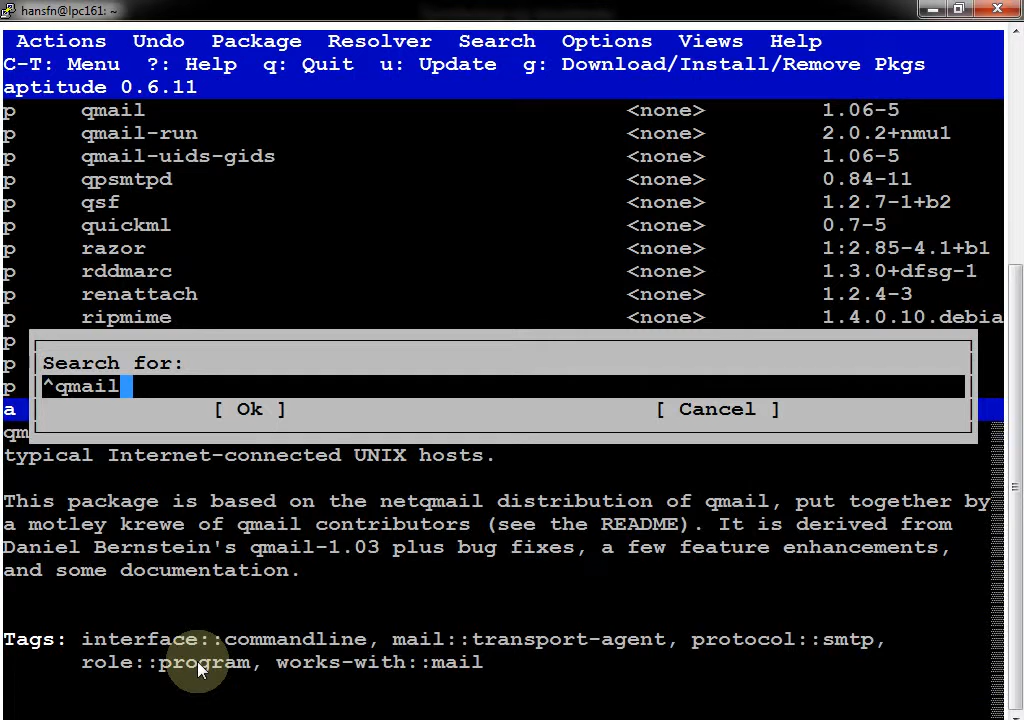 hansfn@lpc161: ~
Actions Undo Package Resolver Search Options Views Help
C-T: Menu ?: Help q: Quit u: Update g: Download/Install/Remove Pkgs
aptitude 0.6.11
p qmail <none> 1.06-5
p qmail-run <none> 2.0.2+nmu1
p qmail-uids-gids <none> 1.06-5
p qpsmtpd <none> 0.84-11
p qsf <none> 1.2.7-1+b2
p quickml <none> 0.7-5
p razor <none> 1:2.85-4.1+b1
p rddmarc <none> 1.3.0+dfsg-1
p renattach <none> 1.2.4-3
p ripmime <none> 1.4.0.10.debia
p
p Search for:
p ^qmail
a [ Ok ] [ Cancel ]
qm
typical Internet-connected UNIX hosts.
This package is based on the netqmail distribution of qmail, put together by
a motley krewe of qmail contributors (see the README). It is derived from
Daniel Bernstein's qmail-1.03 plus bug fixes, a few feature enhancements,
and some documentation.
Tags: interface::commandline, mail::transport-agent, protocol::smtp,
role::program, works-with::mail